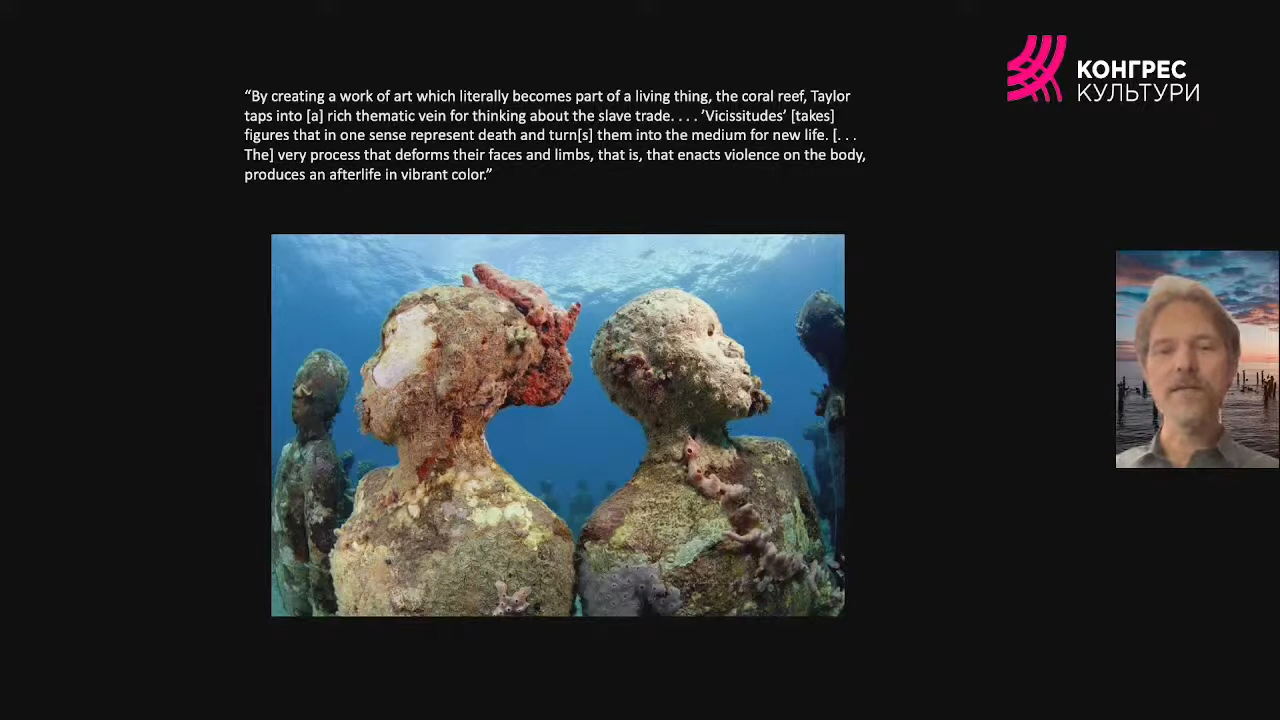 КОНГРЕС
КУЛЬТУРИ
“By creating a work of art which literally becomes part of a living thing, the coral reef, Taylor
taps into [a] rich thematic vein for thinking about the slave trade. . . . ’Vicissitudes’ [takes]
figures that in one sense represent death and turn[s] them into the medium for new life. [. . .
The] very process that deforms their faces and limbs, that is, that enacts violence on the body,
produces an afterlife in vibrant color.”